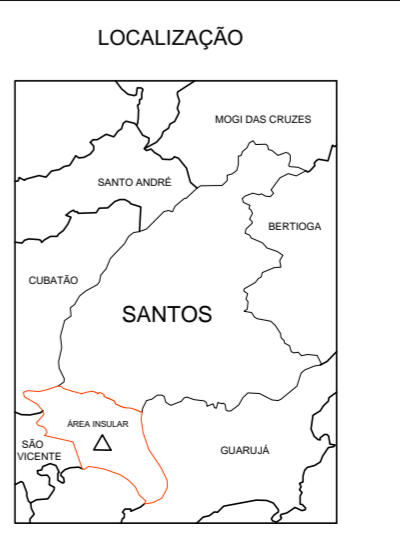 LOCALIZAÇÃO
MOGI DAS CRUZES
SANTO ANDRÉ
BERTIOGA
CUBATÃO
SANTOS
ÁREA INSULAR
SÃO
VICENTE
GUARUJÁ